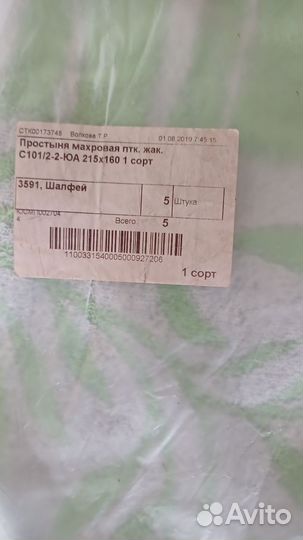 СТК00173748 Волкова Т.Р. 01.08.2019 7:45:15
Простыня махровая птк. жак.
С101/2-2-ЮА 215х160 1 сорт
3591, Шалфей 5 Штука
4 Всего 5
1100331540005000927206
1 сорт
Avito